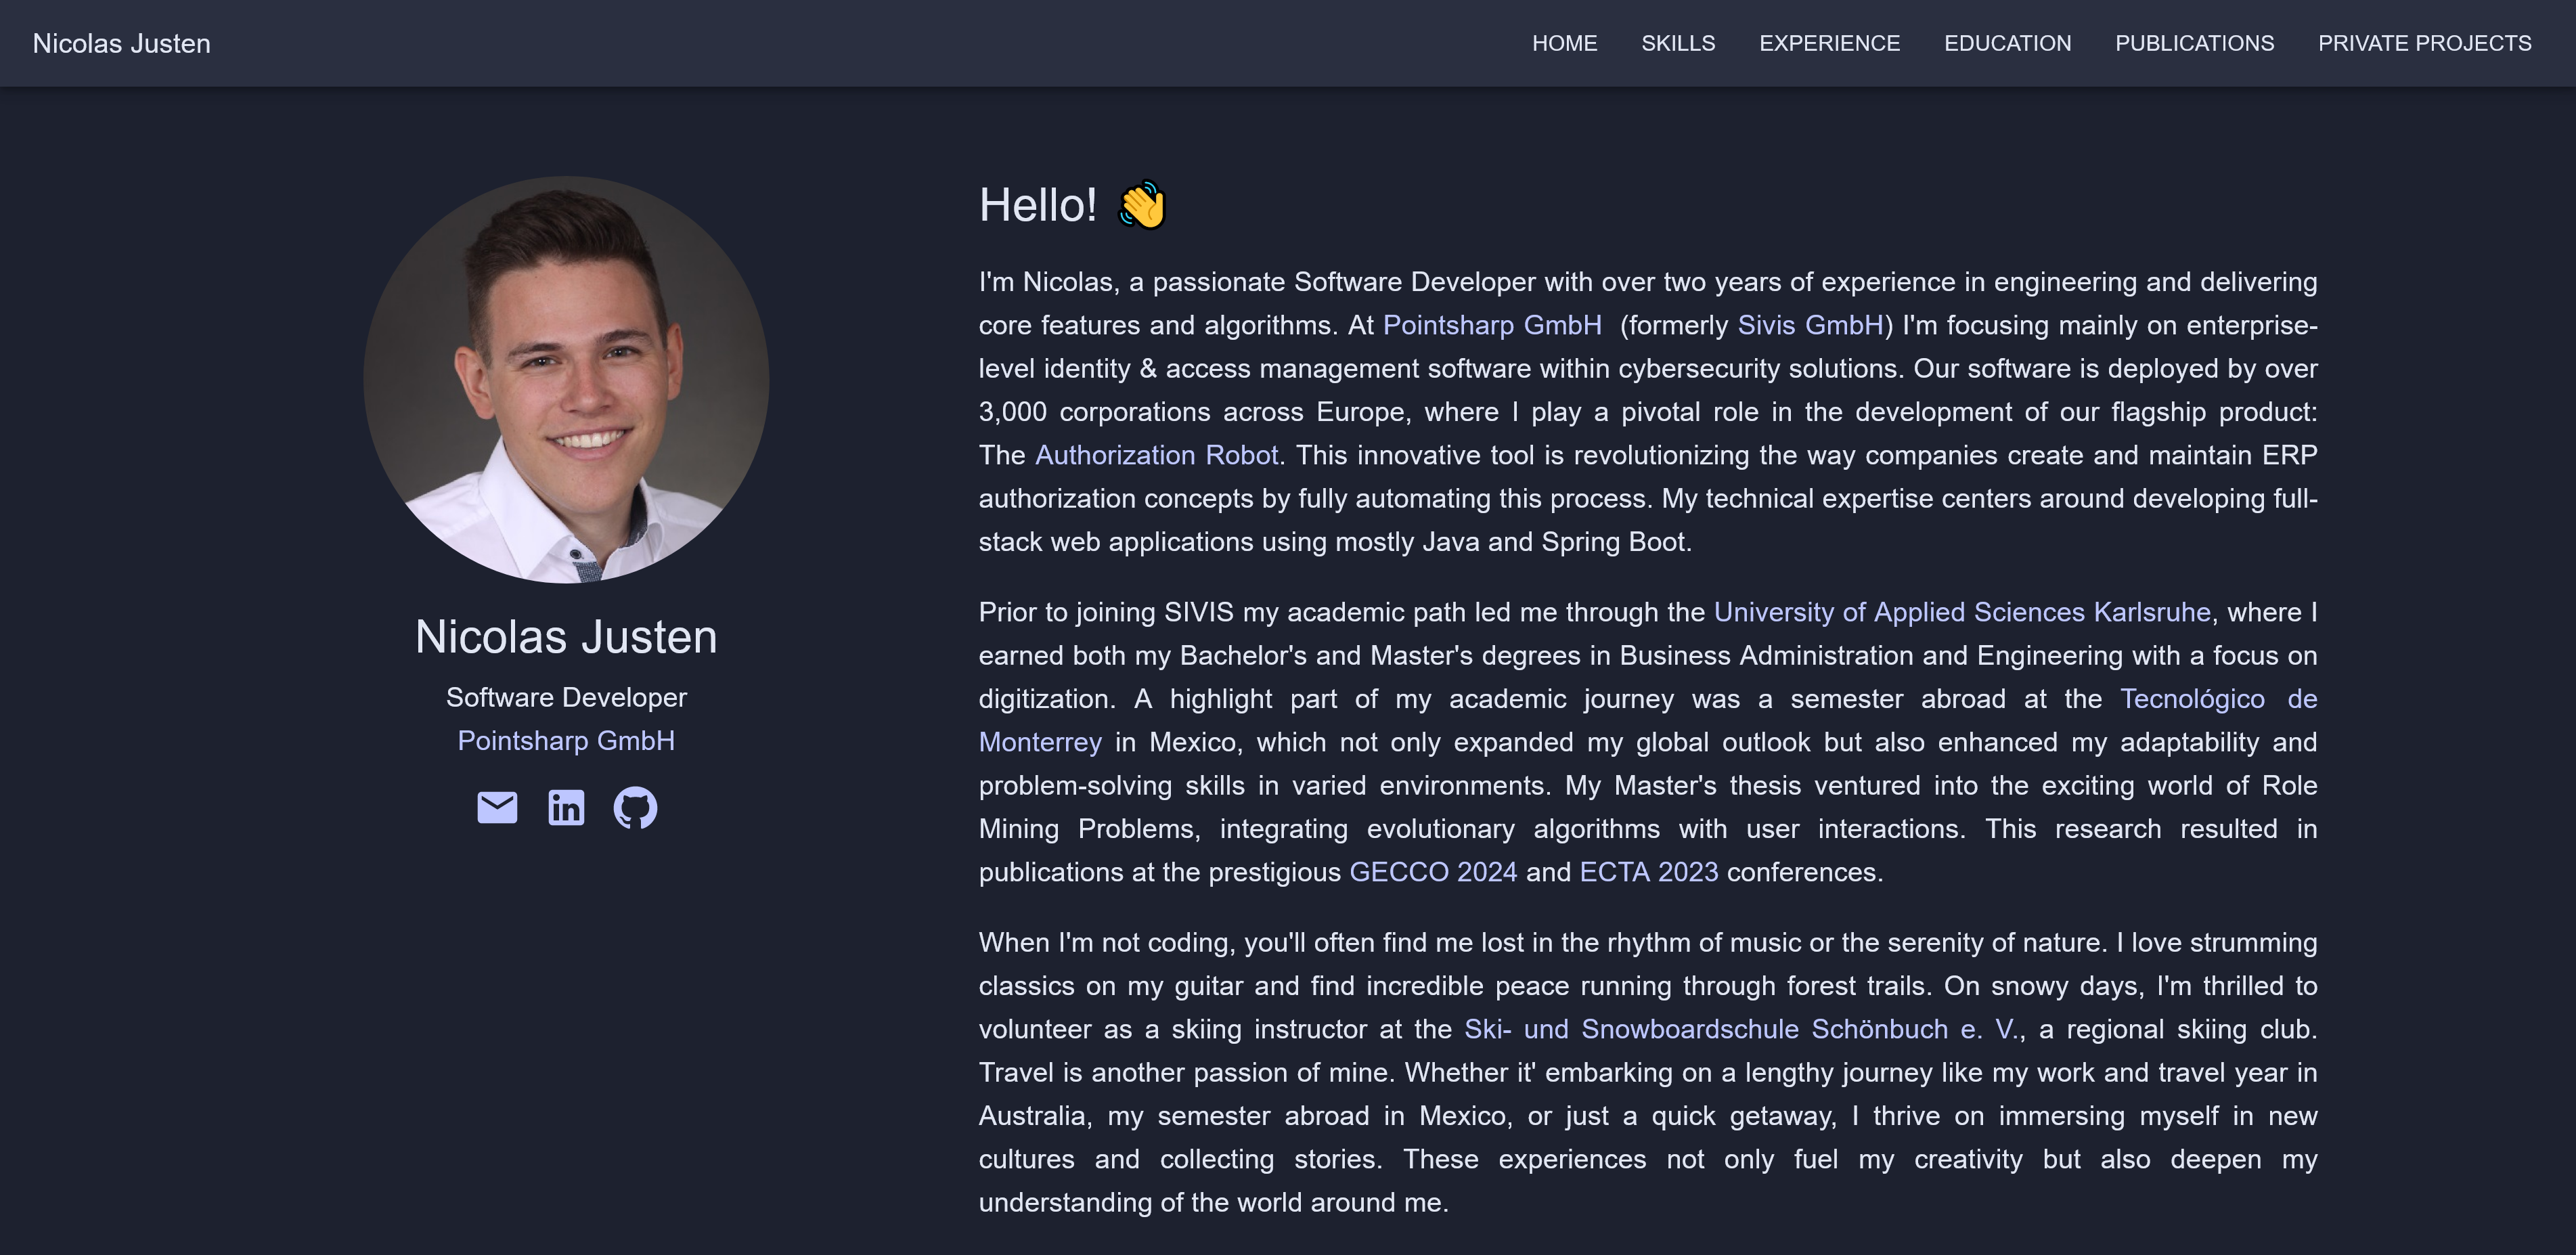 Nicolas Justen
HOME SKILLS EXPERIENCE EDUCATION PUBLICATIONS PRIVATE PROJECTS
Nicolas Justen
Software Developer
Pointsharp GmbH
Hello! 👋
I'm Nicolas, a passionate Software Developer with over two years of experience in engineering and delivering
core features and algorithms. At Pointsharp GmbH (formerly Sivis GmbH) I'm focusing mainly on enterprise-
level identity & access management software within cybersecurity solutions. Our software is deployed by over
3,000 corporations across Europe, where I play a pivotal role in the development of our flagship product:
The Authorization Robot. This innovative tool is revolutionizing the way companies create and maintain ERP
authorization concepts by fully automating this process. My technical expertise centers around developing full-
stack web applications using mostly Java and Spring Boot.
Prior to joining SIVIS my academic path led me through the University of Applied Sciences Karlsruhe, where I
earned both my Bachelor's and Master's degrees in Business Administration and Engineering with a focus on
digitization. A highlight part of my academic journey was a semester abroad at the Tecnológico de
Monterrey in Mexico, which not only expanded my global outlook but also enhanced my adaptability and
problem-solving skills in varied environments. My Master's thesis ventured into the exciting world of Role
Mining Problems, integrating evolutionary algorithms with user interactions. This research resulted in
publications at the prestigious GECCO 2024 and ECTA 2023 conferences.
When I'm not coding, you'll often find me lost in the rhythm of music or the serenity of nature. I love strumming
classics on my guitar and find incredible peace running through forest trails. On snowy days, I'm thrilled to
volunteer as a skiing instructor at the Ski- und Snowboardschule Schönbuch e. V., a regional skiing club.
Travel is another passion of mine. Whether it' embarking on a lengthy journey like my work and travel year in
Australia, my semester abroad in Mexico, or just a quick getaway, I thrive on immersing myself in new
cultures and collecting stories. These experiences not only fuel my creativity but also deepen my
understanding of the world around me.